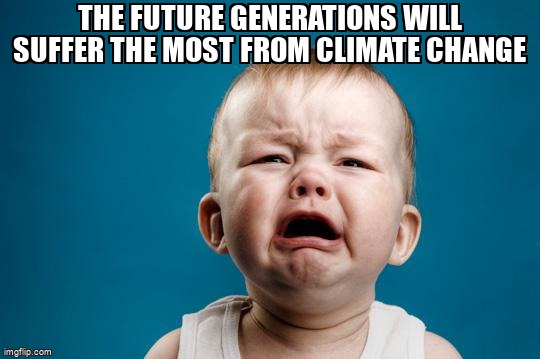 THE FUTURE GENERATIONS WILL
SUFFER THE MOST FROM CLIMATE CHANGE
imgflip.com